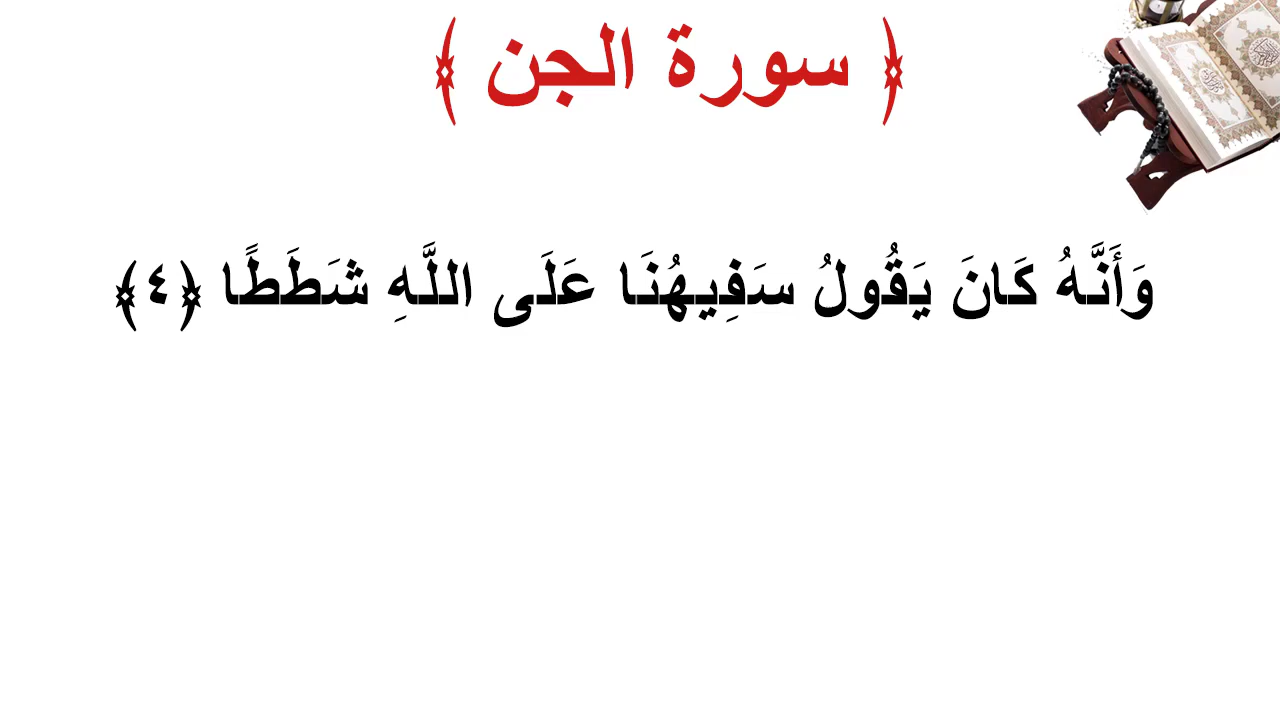 ﴿ سورة الجن ﴾
وَأَنَّهُ كَانَ يَقُولُ سَفِيهُنَا عَلَى اللَّهِ شَطَطًا ﴿٤﴾